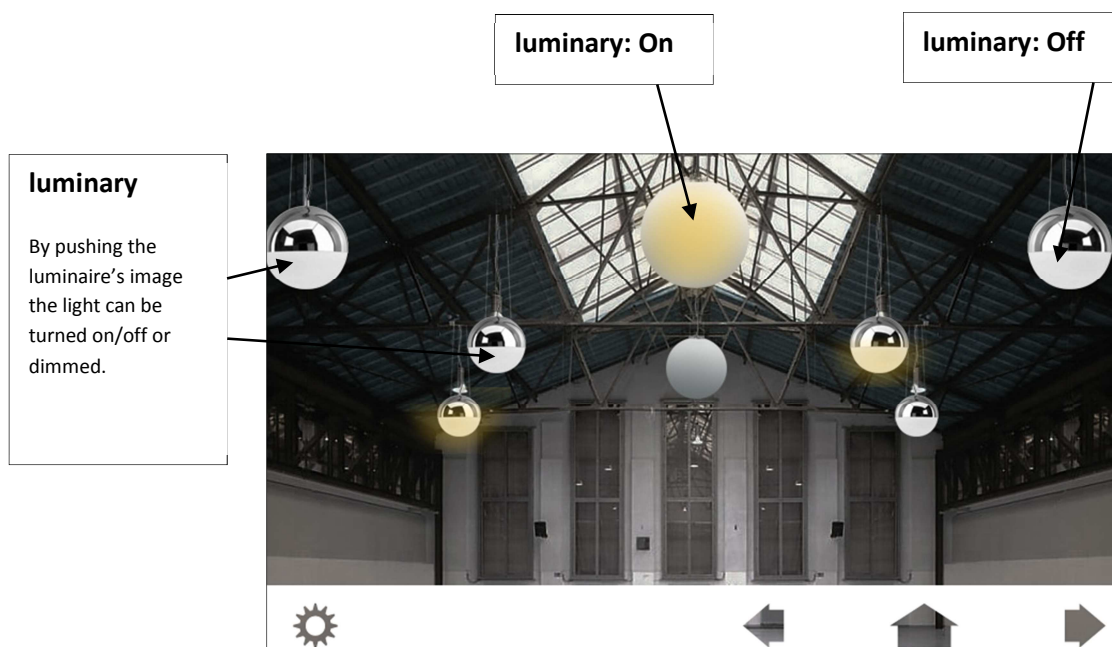 luminary: On
luminary: Off
luminary
By pushing the
luminaire’s image
the light can be
turned on/off or
dimmed.